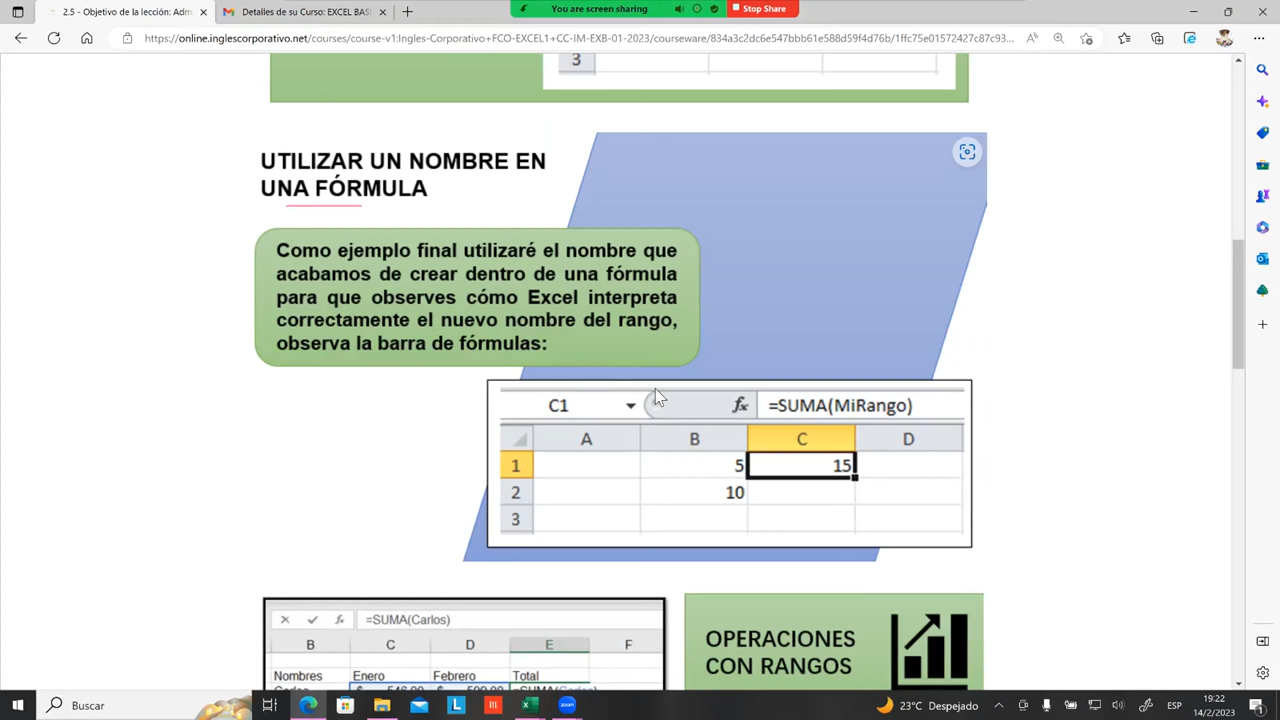 2.5 - Objetivo de la lección: Adm
Detalles de su Curso: EXCEL BAS
You are screen sharing
Stop Share
https://online.inglescorporativo.net/courses/course-v1:Ingles-Corporativo+FCO-EXEL1+CC-IM-EXB-01-2023/courseware/834a3c2dc6e547bbb61e588d59f4d76b/1ffc75e01572427c87c93...
3
UTILIZAR UN NOMBRE EN
UNA FÓRMULA
Como ejemplo final utilizaré el nombre que
acabamos de crear dentro de una fórmula
para que observes cómo Excel interpreta
correctamente el nuevo nombre del rango,
observa la barra de fórmulas:
C1 fx =SUMA(MiRango)
A B C D
1 5 15
2 10
3
=SUMA(Carlos)
B C D E F
Nombres Enero Febrero Total
OPERACIONES
CON RANGOS
Buscar
23°C Despejado
ESP
19:22
14/2/2023